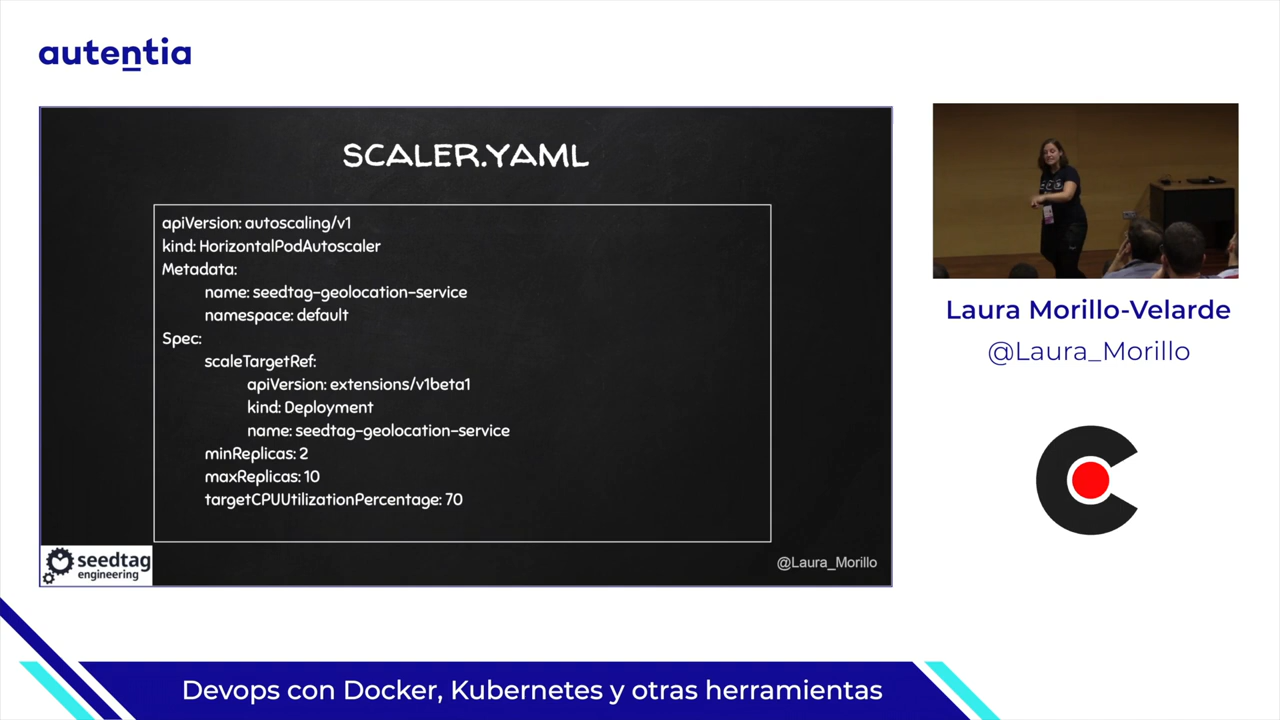 autentia
SCALER.YAML
apiVersion: autoscaling/v1
kind: HorizontalPodAutoscaler
Metadata:
name: seedtag-geolocation-service
namespace: default
Spec:
scaleTargetRef:
apiVersion: extensions/v1beta1
kind: Deployment
name: seedtag-geolocation-service
minReplicas: 2
maxReplicas: 10
targetCPUUtilizationPercentage: 70
seedtag
engineering
@Laura_Morillo
Laura Morillo-Velarde
@Laura_Morillo
Devops con Docker, Kubernetes y otras herramientas